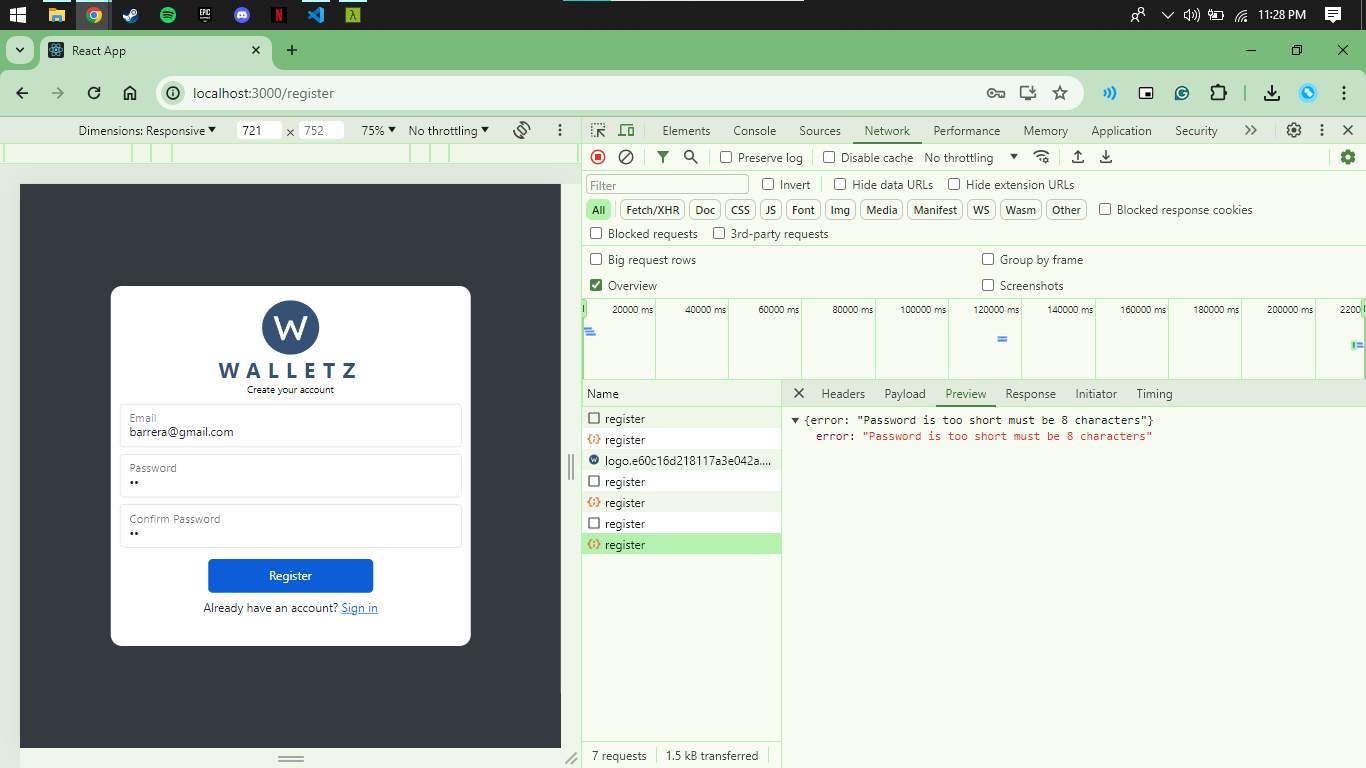 11:28 PM
React App
localhost:3000/register
Dimensions: Responsive
721
×
752
75%
No throttling
W
WALLETZ
Create your account
Email
barrera@gmail.com
Password
••
Confirm Password
••
Register
Already have an account? Sign in
Elements
Console
Sources
Network
Performance
Memory
Application
Security
Preserve log
Disable cache
No throttling
Filter
Invert
Hide data URLs
Hide extension URLs
All
Fetch/XHR
Doc
CSS
JS
Font
Img
Media
Manifest
WS
Wasm
Other
Blocked response cookies
Blocked requests
3rd-party requests
Big request rows
Group by frame
Overview
Screenshots
20000 ms
40000 ms
60000 ms
80000 ms
100000 ms
120000 ms
140000 ms
160000 ms
180000 ms
200000 ms
2200
Name
register
register
logo.e60c16d218117a3e042a....
register
register
register
register
Headers
Payload
Preview
Response
Initiator
Timing
{error: "Password is too short must be 8 characters"}
error: "Password is too short must be 8 characters"
7 requests
1.5 kB transferred